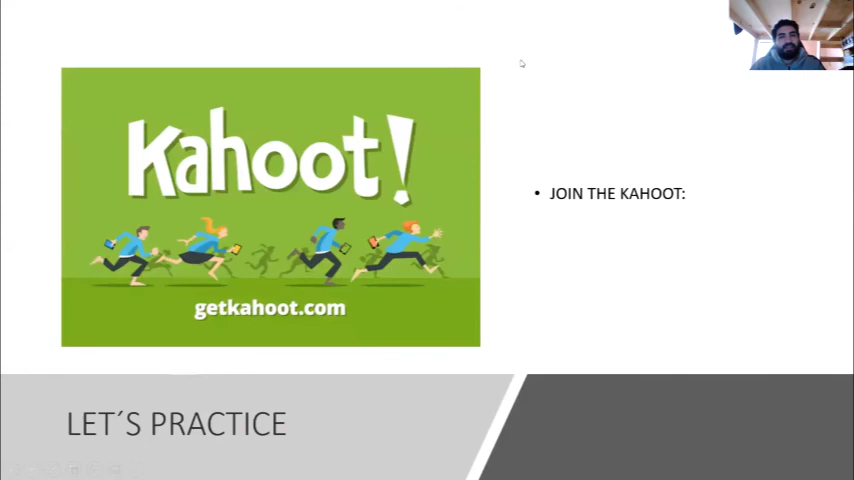 Kahoot!
getkahoot.com
• JOIN THE KAHOOT:
LET´S PRACTICE